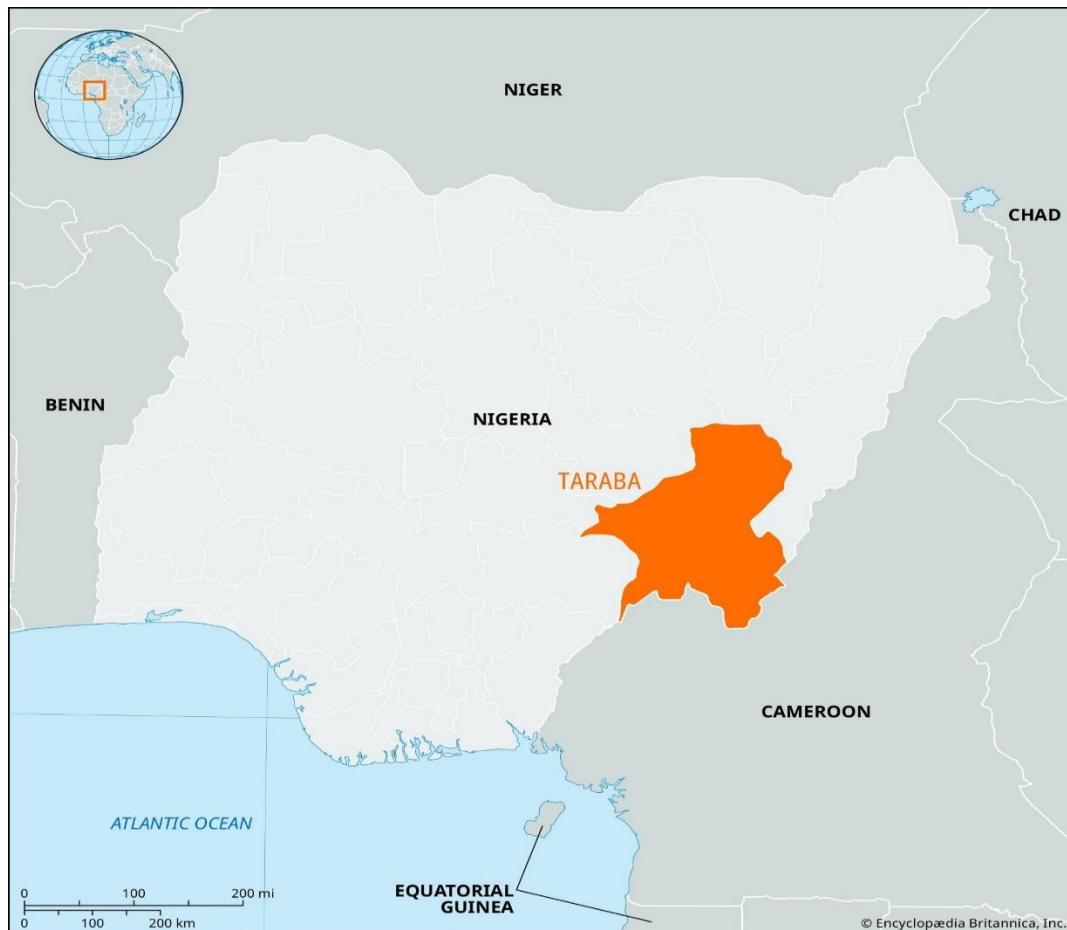 NIGER
CHAD
BENIN
NIGERIA
TARABA
CAMEROON
ATLANTIC OCEAN
EQUATORIAL
GUINEA
0 100 200 mi
0 100 200 km
© Encyclopædia Britannica, Inc.